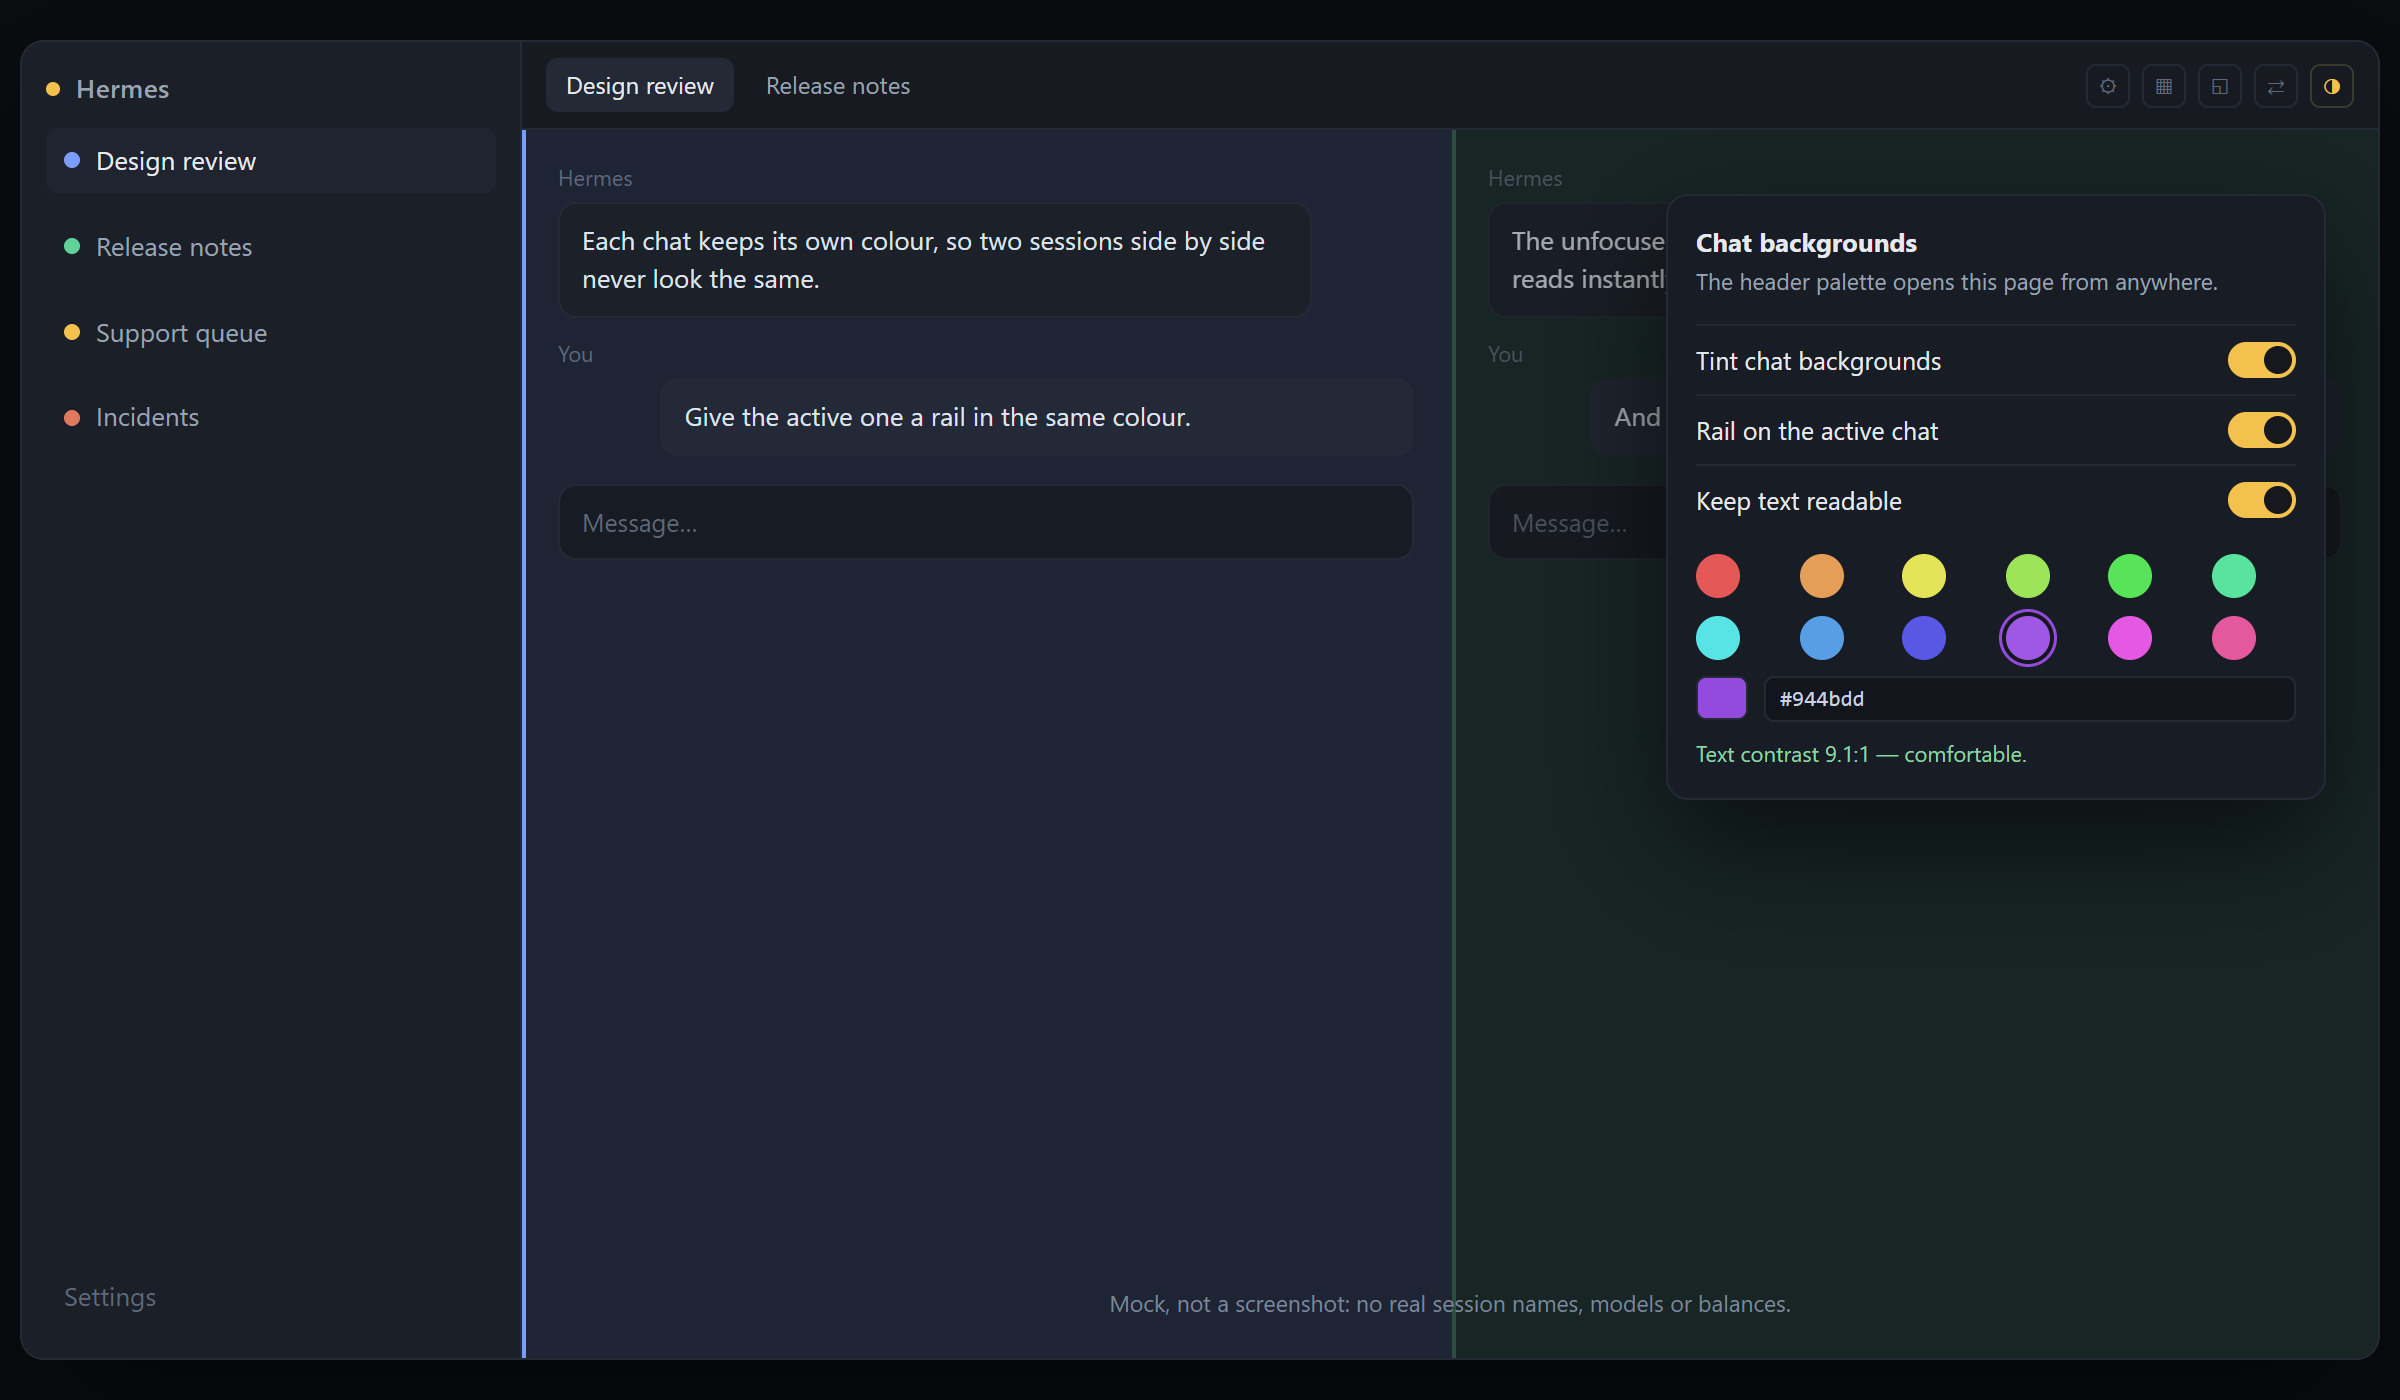 Hermes
Design review
Release notes
Support queue
Incidents
Settings
Design review
Release notes
Hermes
Each chat keeps its own colour, so two sessions side by side
never look the same.
You
Give the active one a rail in the same colour.
Message...
Hermes
The
reads
You
And
Message...
Chat backgrounds
The header palette opens this page from anywhere.
Tint chat backgrounds
Rail on the active chat
Keep text readable
#944bdd
Text contrast 9.1:1 — comfortable.
Mock, not a screenshot: no real session names, models or balances.